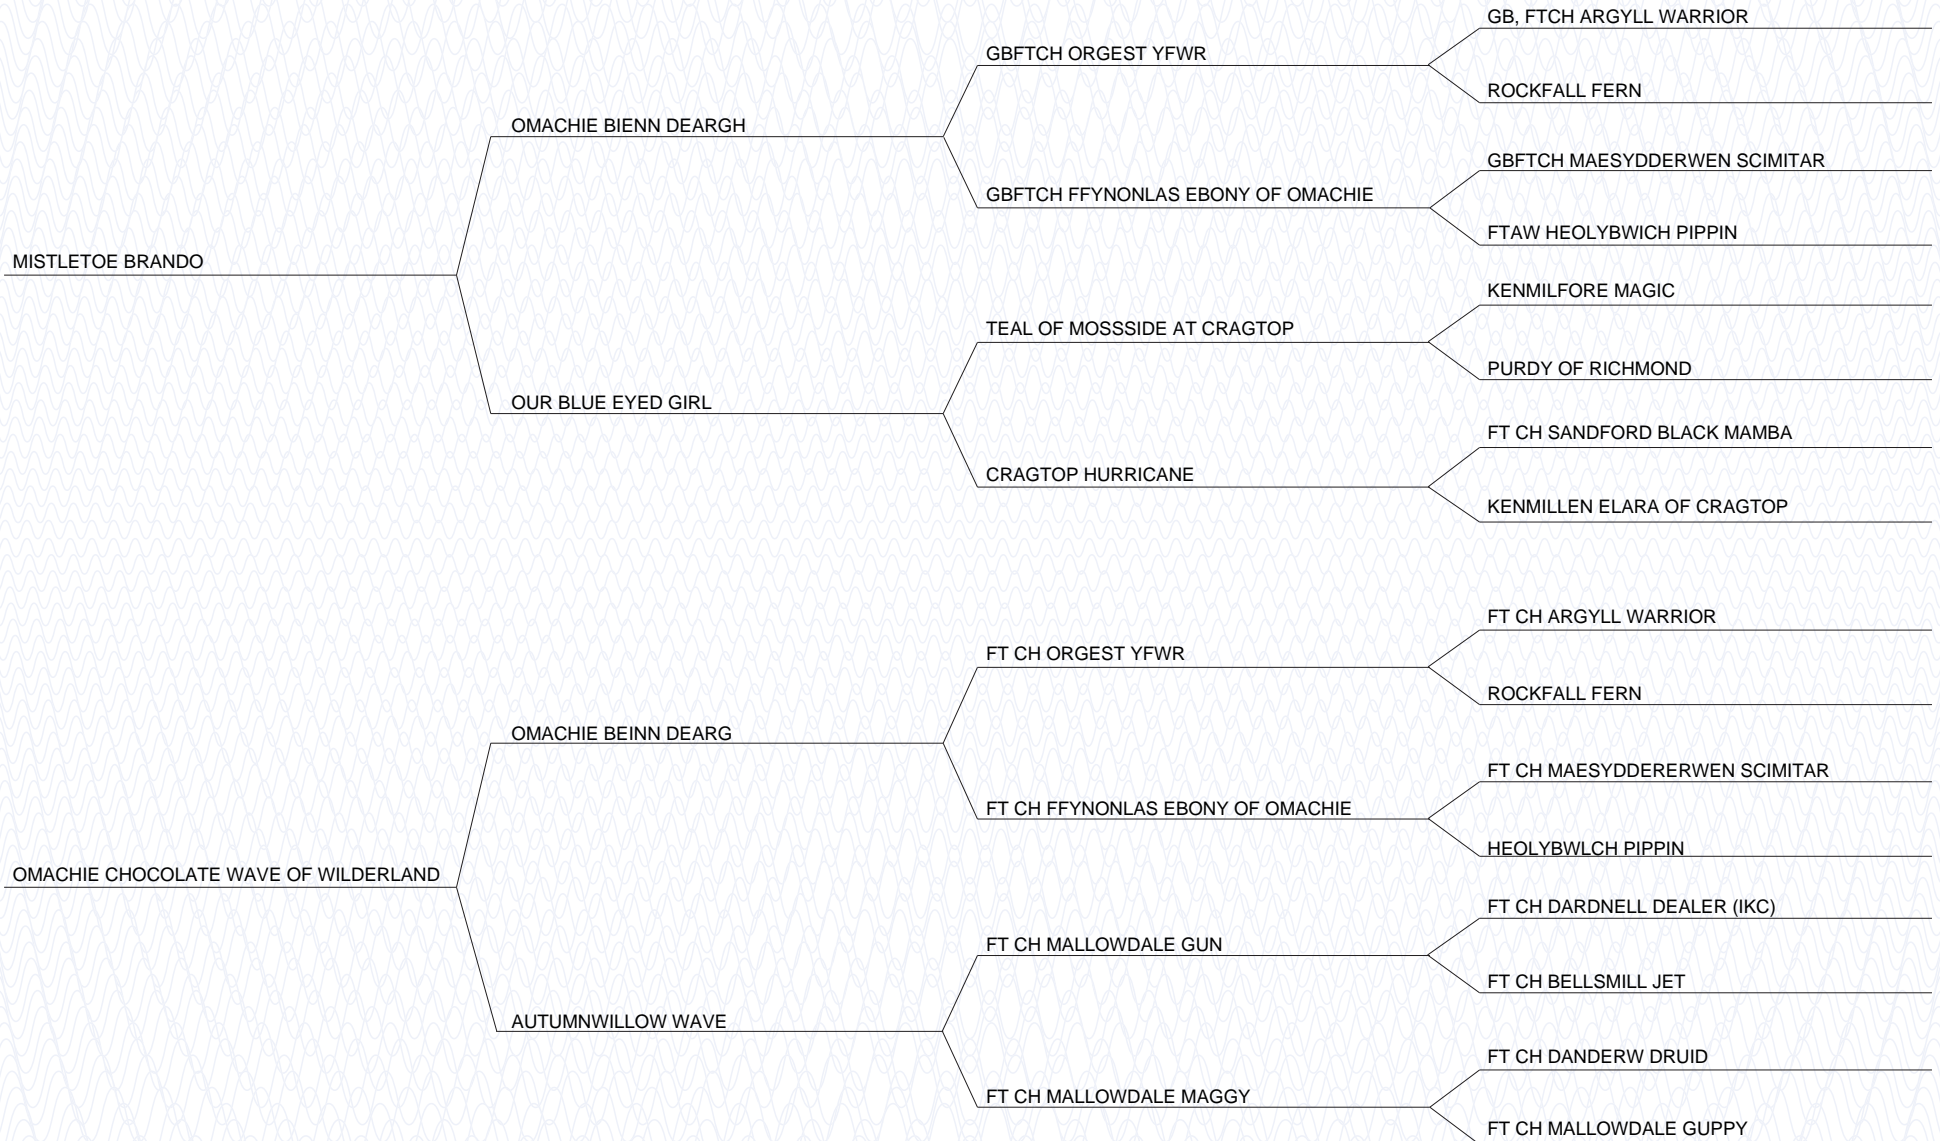 GB, FTCH ARGYLL WARRIOR
GBFTCH ORGEST YFWR
ROCKFALL FERN
OMACHIE BIENN DEARGH
GBFTCH MAESYDDERWEN SCIMITAR
GBFTCH FFYNONLAS EBONY OF OMACHIE
FTAW HEOLYBWICH PIPPIN
MISTLETOE BRANDO
KENMILFORE MAGIC
TEAL OF MOSSSIDE AT CRAGTOP
PURDY OF RICHMOND
OUR BLUE EYED GIRL
FT CH SANDFORD BLACK MAMBA
CRAGTOP HURRICANE
KENMILLEN ELARA OF CRAGTOP
FT CH ARGYLL WARRIOR
FT CH ORGEST YFWR
ROCKFALL FERN
OMACHIE BEINN DEARG
FT CH MAESYDDERERWEN SCIMITAR
FT CH FFYNONLAS EBONY OF OMACHIE
HEOLYBWLCH PIPPIN
OMACHIE CHOCOLATE WAVE OF WILDERLAND
FT CH DARDNELL DEALER (IKC)
FT CH MALLOWDALE GUN
FT CH BELLSMILL JET
AUTUMNWILLOW WAVE
FT CH DANDERW DRUID
FT CH MALLOWDALE MAGGY
FT CH MALLOWDALE GUPPY